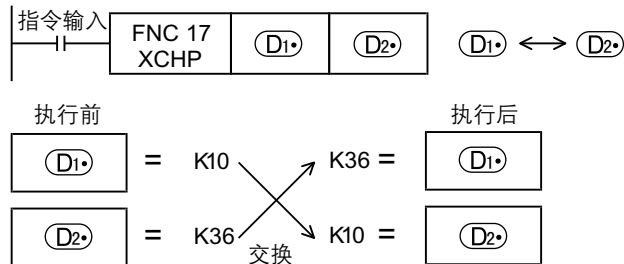 指令输入
FNC 17
XCHP
D1• D2• D1• ↔ D2•
执行前 执行后
D1• = K10 K36 = D1•
D2• = K36 K10 = D2•
交换